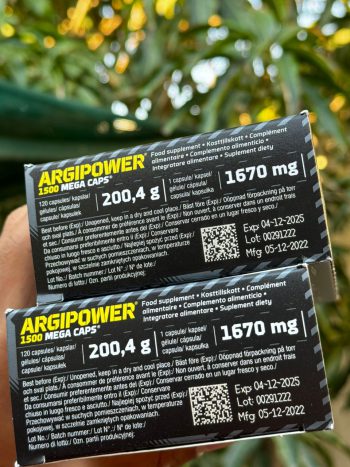 ARGIPOWER®
1500 MEGA CAPS®
Food supplement • Kosttillskott • Complément
alimentaire • Complemento alimenticio •
Integratore alimentare • Suplement diety
120 capsules/ kapslar/
gélules/ cápsulas/
capsule/ kapsułek
200,4 g
1 capsule/ kapsel/
gélule/ cápsula/
capsula/ kapsułka
1670 mg
Best before (Exp):/ Unopened, keep in a dry and cool place./ Bäst före (Exp):/ Oöppnad förpackning på torr
och sval plats./ À consommer de préférence avant le (Exp):/ Non ouvert, à conserver dans un endroit frais
et sec./ Consumir preferentemente antes del (Exp):/ Conservar cerrado en un lugar fresco y seco./
Da consumarsi preferibilmente entro il (Exp):/ Conservare
chiuso in luogo fresco e asciutto./ Najlepiej spożyć przed (Exp):/
Przechowywać w suchym pomieszczeniu, w temperaturze
pokojowej, w szczelnie zamkniętym opakowaniu.
Lot No./ Batch nummer:/ Lot N°./ N° de lote:/
Numero di lotto:/ Ozn. partii produkcyjnej.
Exp 04-12-2025
Lot: 00291222
Mfg 05-12-2022
ARGIPOWER®
1500 MEGA CAPS®
Food supplement • Kosttillskott • Complément
alimentaire • Complemento alimenticio •
Integratore alimentare • Suplement diety
120 capsules/ kapslar/
gélules/ cápsulas/
capsule/ kapsułek
200,4 g
1 capsule/ kapsel/
gélule/ cápsula/
capsula/ kapsułka
1670 mg
Best before (Exp):/ Unopened, keep in a dry and cool place./ Bäst före (Exp):/ Oöppnad förpackning på torr
och sval plats./ À consommer de préférence avant le (Exp):/ Non ouvert, à conserver dans un endroit frais
et sec./ Consumir preferentemente antes del (Exp):/ Conservar cerrado en un lugar fresco y seco./
Da consumarsi preferibilmente entro il (Exp):/ Conservare
chiuso in luogo fresco e asciutto./ Najlepiej spożyć przed (Exp):/
Przechowywać w suchym pomieszczeniu, w temperaturze
pokojowej, w szczelnie zamkniętym opakowaniu.
Lot No./ Batch nummer:/ Lot N°./ N° de lote:/
Numero di lotto:/ Ozn. partii produkcyjnej.
Exp 04-12-2025
Lot: 00291222
Mfg 05-12-2022